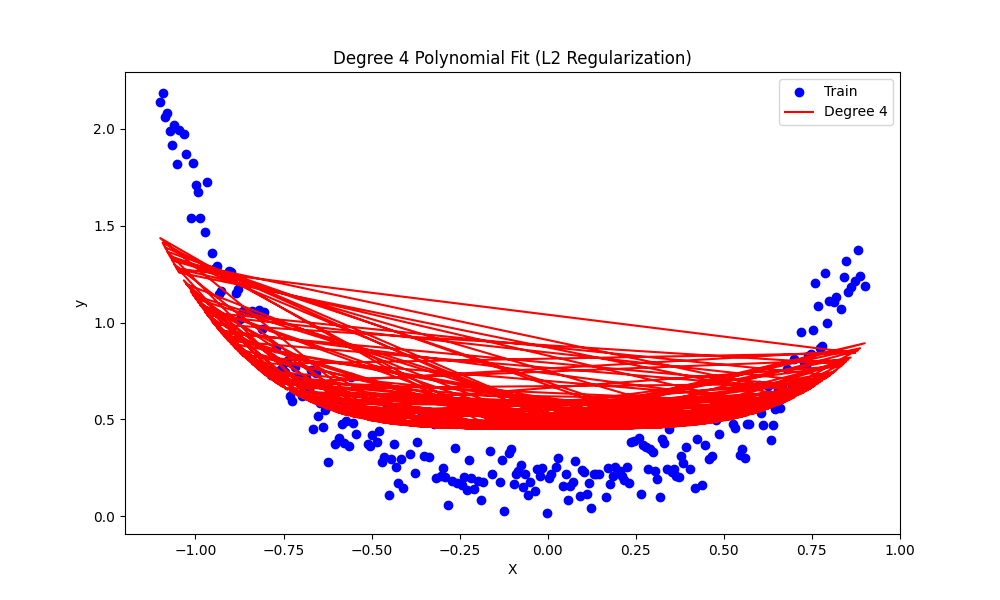 Degree 4 Polynomial Fit (L2 Regularization)
Train
Degree 4
2.0
1.5
1.0
0.5
0.0
y
−1.00
−0.75
−0.50
−0.25
0.00
0.25
0.50
0.75
1.00
X